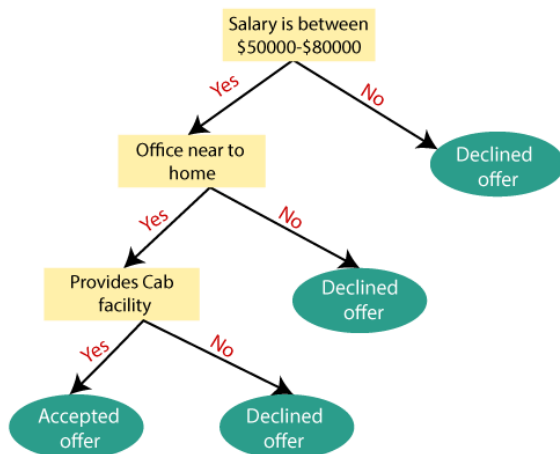 Salary is between
$50000-$80000
Yes
No
Office near to
home
Declined
offer
Yes
No
Provides Cab
facility
Declined
offer
Yes
No
Accepted
offer
Declined
offer